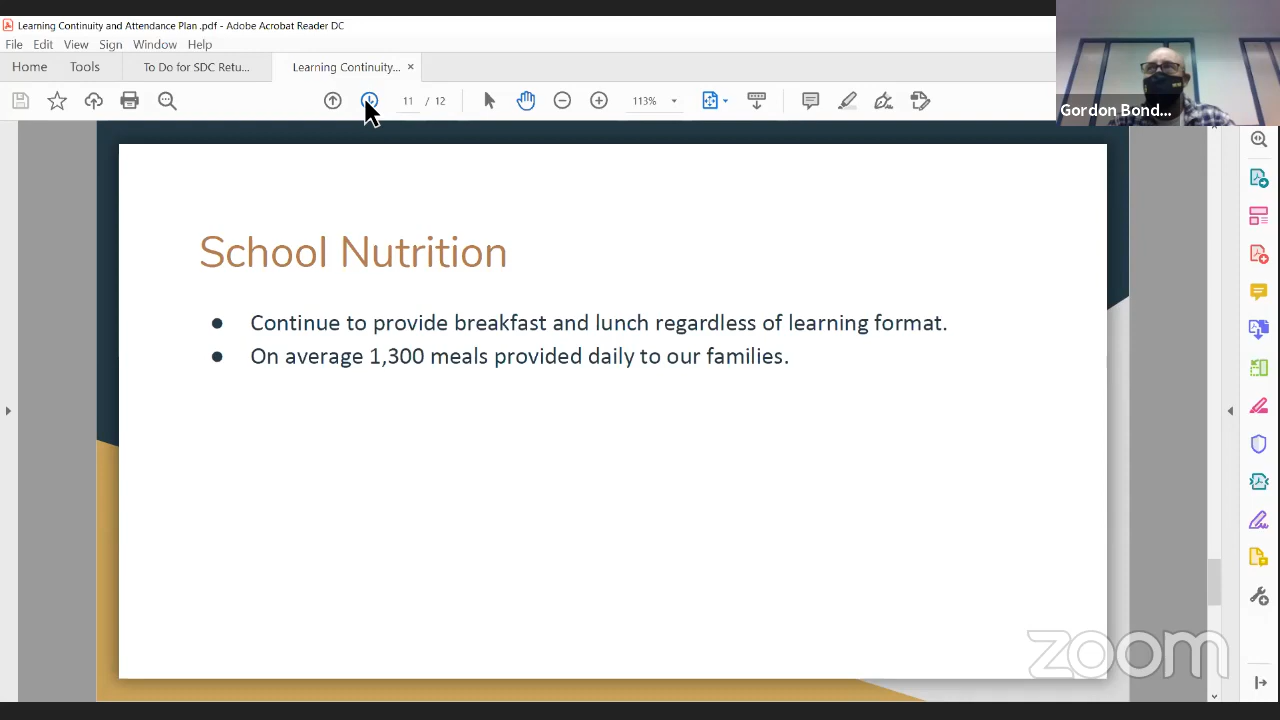 Learning Continuity and Attendance Plan .pdf - Adobe Acrobat Reader DC
File Edit View Sign Window Help
Home Tools To Do for SDC Retu... Learning Continuity... ×
11 / 12 113%
Gordon Bond...
School Nutrition
● Continue to provide breakfast and lunch regardless of learning format.
● On average 1,300 meals provided daily to our families.
zoom